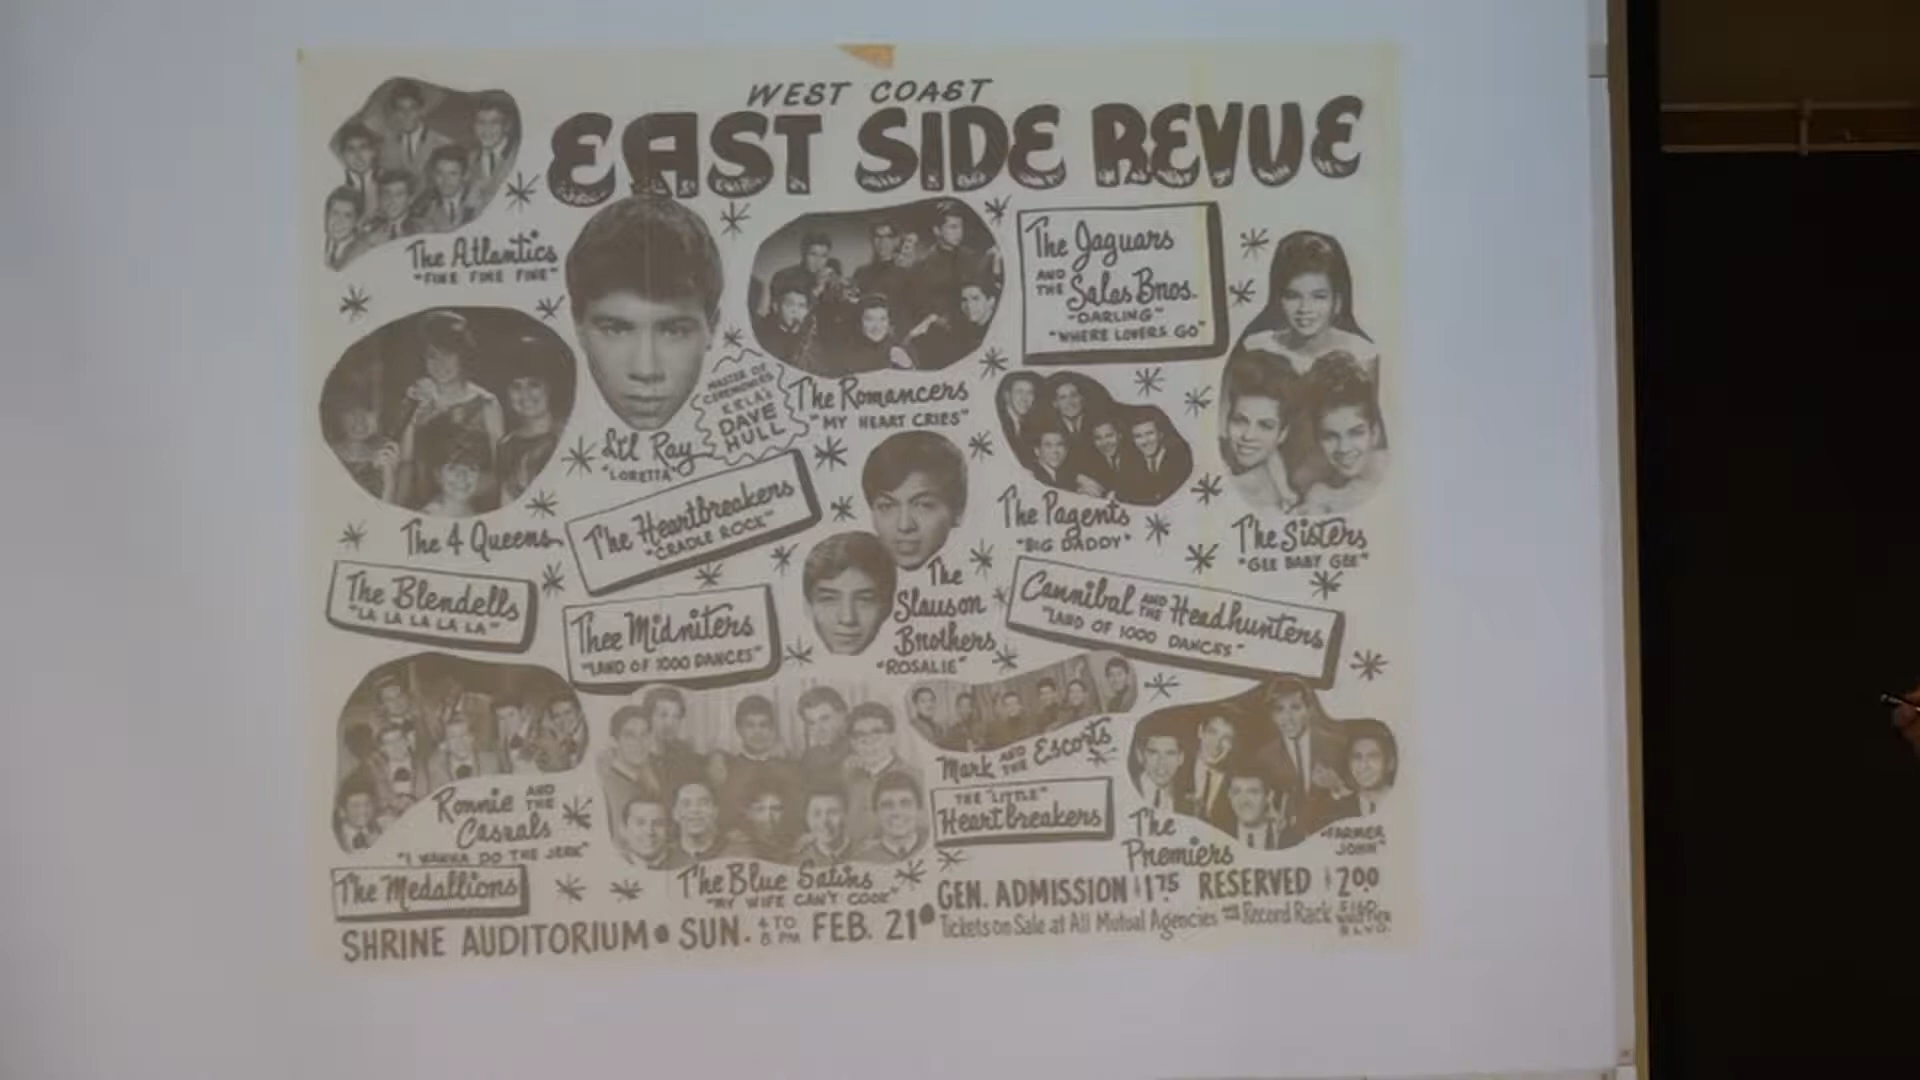 WEST COAST
EAST SIDE REVUE
The Atlantics
"FINE FINE FINE"
Lil Ray
"LORETTA"
MASTER OF
CEREMONIES
KRLA's
DAVE
HULL
The Romancers
"MY HEART CRIES"
The Jaguars
AND THE Salas Bros.
"DARLING"
"WHERE LOVERS GO"
The 4 Queens
The Heartbreakers
"CRADLE ROCK"
The Pagents
"BIG DADDY"
The Sisters
"GEE BABY GEE"
The Blendells
"LA LA LA LA LA"
Thee Midniters
"LAND OF 1000 DANCES"
The
Slauson
Brothers
"ROSALIE"
Cannibal AND THE Headhunters
"LAND OF 1000 DANCES"
Ronnie AND THE
Casuals
"I WANNA DO THE JERK"
The Medallions
The Blue Satins
"MY WIFE CAN'T COOK"
Mark AND THE Escorts
THE "LITTLE"
Heartbreakers
The
Premiers
"FARMER
JOHN"
GEN. ADMISSION $1.75 RESERVED $2.00
Tickets on Sale at All Mutual Agencies Record Rack 5160 WHITTIER BLVD.
SHRINE AUDITORIUM • SUN. 4 TO 8 PM FEB. 21